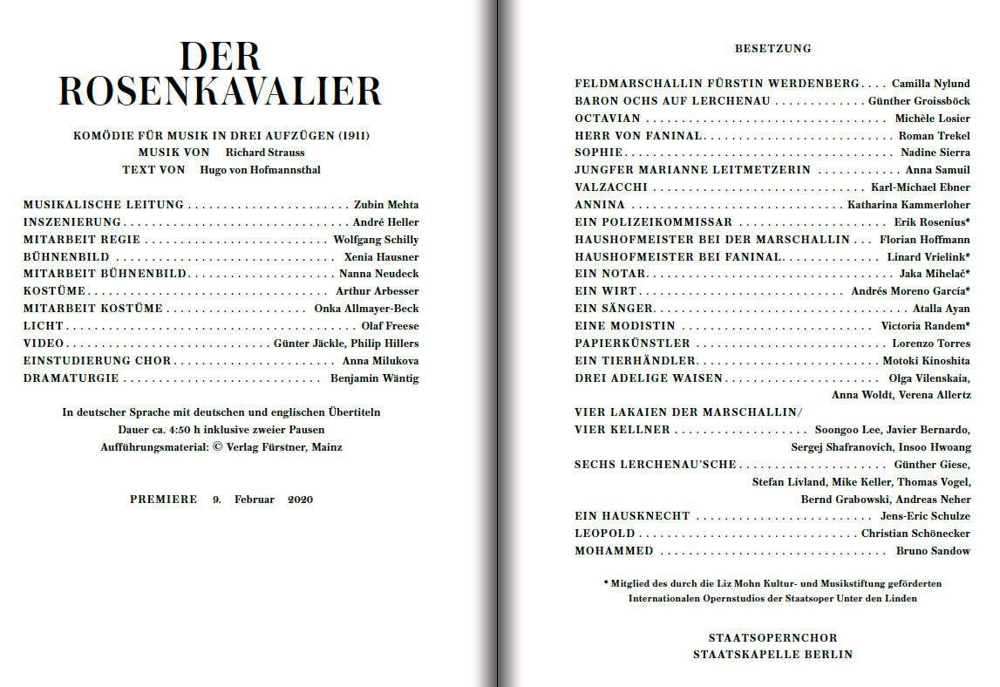 DER
ROSENKAVALIER
KOMÖDIE FÜR MUSIK IN DREI AUFZÜGEN (1911)
MUSIK VON Richard Strauss
TEXT VON Hugo von Hofmannsthal
MUSIKALISCHE LEITUNG . . . . . . . . . . . . . . . . . . . . . . . Zubin Mehta
INSZENIERUNG . . . . . . . . . . . . . . . . . . . . . . . . . . . . . . . . André Heller
MITARBEIT REGIE . . . . . . . . . . . . . . . . . . . . . . . . . . Wolfgang Schilly
BÜHNENBILD . . . . . . . . . . . . . . . . . . . . . . . . . . . . . . . Xenia Hausner
MITARBEIT BÜHNENBILD . . . . . . . . . . . . . . . . . . . . . Nanna Neudeck
KOSTÜME . . . . . . . . . . . . . . . . . . . . . . . . . . . . . . . . . . Arthur Arbesser
MITARBEIT KOSTÜME . . . . . . . . . . . . . . . . . . . . Onka Allmayer-Beck
LICHT . . . . . . . . . . . . . . . . . . . . . . . . . . . . . . . . . . . . . . . . . Olaf Freese
VIDEO . . . . . . . . . . . . . . . . . . . . . . . . . . . . . Günter Jäckle, Philip Hillers
EINSTUDIERUNG CHOR . . . . . . . . . . . . . . . . . . . . . . . Anna Milukova
DRAMATURGIE . . . . . . . . . . . . . . . . . . . . . . . . . . . . Benjamin Wäntig
In deutscher Sprache mit deutschen und englischen Übertiteln
Dauer ca. 4:50 h inklusive zweier Pausen
Aufführungsmaterial: © Verlag Fürstner, Mainz
PREMIERE 9. Februar 2020
BESETZUNG
FELDMARSCHALLIN FÜRSTIN WERDENBERG . . . . Camilla Nylund
BARON OCHS AUF LERCHENAU . . . . . . . . . . . . . Günther Groissböck
OCTAVIAN . . . . . . . . . . . . . . . . . . . . . . . . . . . . . . . . . . Michèle Losier
HERR VON FANINAL . . . . . . . . . . . . . . . . . . . . . . . . . . . Roman Trekel
SOPHIE . . . . . . . . . . . . . . . . . . . . . . . . . . . . . . . . . . . . . . Nadine Sierra
JUNGFER MARIANNE LEITMETZERIN . . . . . . . . . . . . Anna Samuil
VALZACCHI . . . . . . . . . . . . . . . . . . . . . . . . . . . . . . Karl-Michael Ebner
ANNINA . . . . . . . . . . . . . . . . . . . . . . . . . . . . . . Katharina Kammerloher
EIN POLIZEIKOMMISSAR . . . . . . . . . . . . . . . . . . . . . Erik Rosenius*
HAUSHOFMEISTER BEI DER MARSCHALLIN . . . Florian Hoffmann
HAUSHOFMEISTER BEI FANINAL . . . . . . . . . . . . . . Linard Vrielink*
EIN NOTAR . . . . . . . . . . . . . . . . . . . . . . . . . . . . . . . . . . . Jaka Mihelač*
EIN WIRT . . . . . . . . . . . . . . . . . . . . . . . . . . . . . Andrés Moreno García*
EIN SÄNGER . . . . . . . . . . . . . . . . . . . . . . . . . . . . . . . . . . . . Atalla Ayan
EINE MODISTIN . . . . . . . . . . . . . . . . . . . . . . . . . . . Victoria Randem*
PAPIERKÜNSTLER . . . . . . . . . . . . . . . . . . . . . . . . . . . Lorenzo Torres
EIN TIERHÄNDLER . . . . . . . . . . . . . . . . . . . . . . . . . . Motoki Kinoshita
DREI ADELIGE WAISEN . . . . . . . . . . . . . . . . . . . . . . Olga Vilenskaia,
Anna Woldt, Verena Allertz
VIER LAKAIEN DER MARSCHALLIN/
VIER KELLNER . . . . . . . . . . . . . . . . . . . Soongoo Lee, Javier Bernardo,
Sergej Shafranovich, Insoo Hwoang
SECHS LERCHENAU'SCHE . . . . . . . . . . . . . . . . . . . . . Günther Giese,
Stefan Livland, Mike Keller, Thomas Vogel,
Bernd Grabowski, Andreas Neher
EIN HAUSKNECHT . . . . . . . . . . . . . . . . . . . . . . . . . Jens-Eric Schulze
LEOPOLD . . . . . . . . . . . . . . . . . . . . . . . . . . . . . . . Christian Schönecker
MOHAMMED . . . . . . . . . . . . . . . . . . . . . . . . . . . . . . . . Bruno Sandow
* Mitglied des durch die Liz Mohn Kultur- und Musikstiftung geförderten
Internationalen Opernstudios der Staatsoper Unter den Linden
STAATSOPERNCHOR
STAATSKAPELLE BERLIN